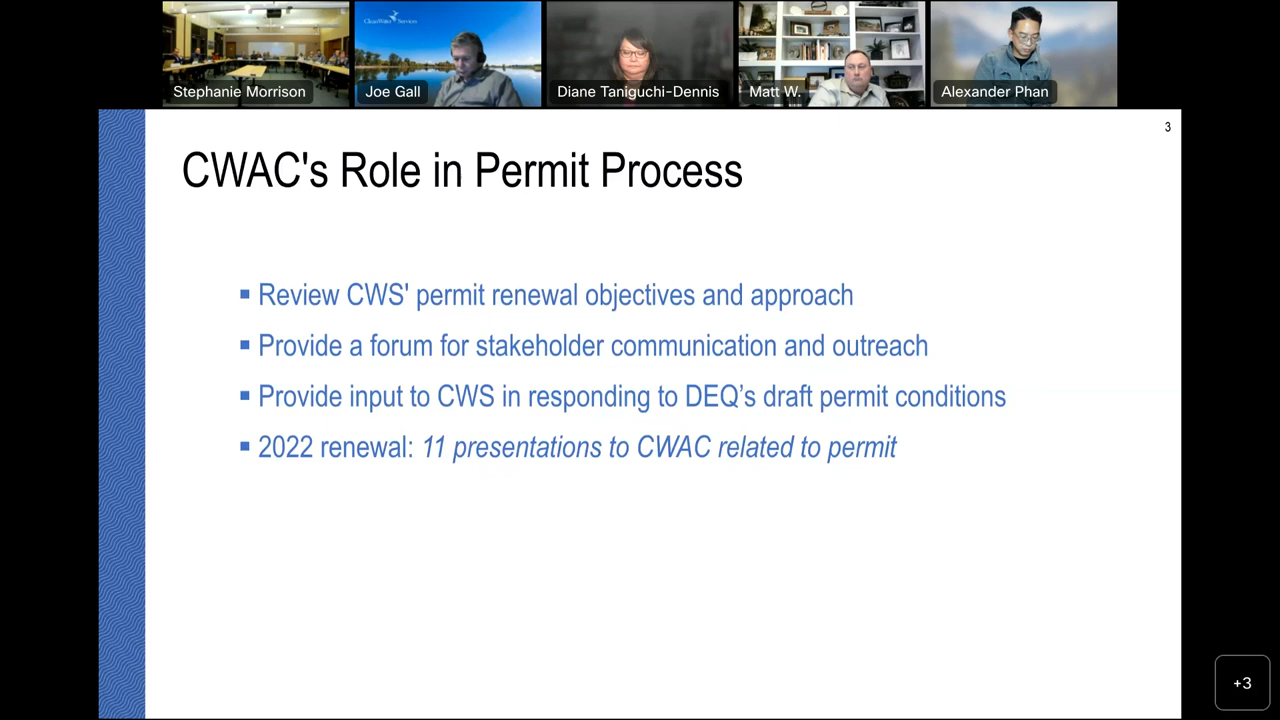 CleanWater Services
Stephanie Morrison
Joe Gall
Diane Taniguchi-Dennis
Matt W.
Alexander Phan
3
CWAC's Role in Permit Process
▪ Review CWS' permit renewal objectives and approach
▪ Provide a forum for stakeholder communication and outreach
▪ Provide input to CWS in responding to DEQ’s draft permit conditions
▪ 2022 renewal: 11 presentations to CWAC related to permit
+3